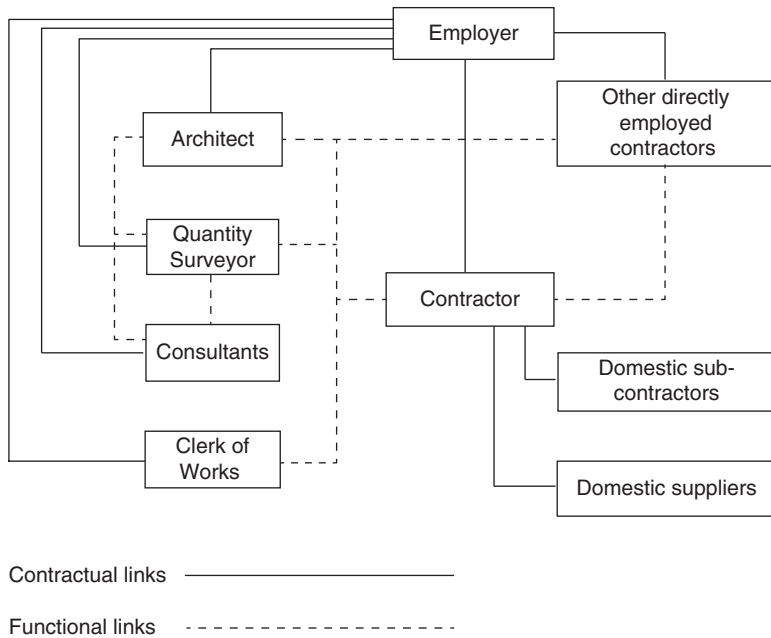 Employer
Other directly
employed
contractors
Architect
Quantity
Surveyor
Contractor
Consultants
Domestic sub-
contractors
Clerk of
Works
Domestic suppliers
Contractual links
Functional links